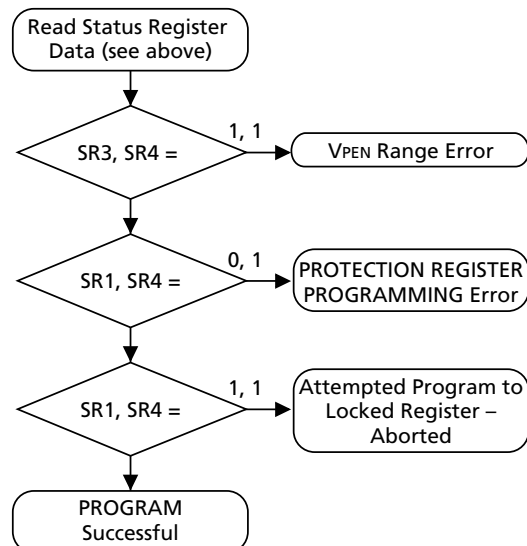 Read Status Register
Data (see above)
1, 1
SR3, SR4 =
VPEN Range Error
0, 1
SR1, SR4 =
PROTECTION REGISTER
PROGRAMMING Error
1, 1
SR1, SR4 =
Attempted Program to
Locked Register –
Aborted
PROGRAM
Successful